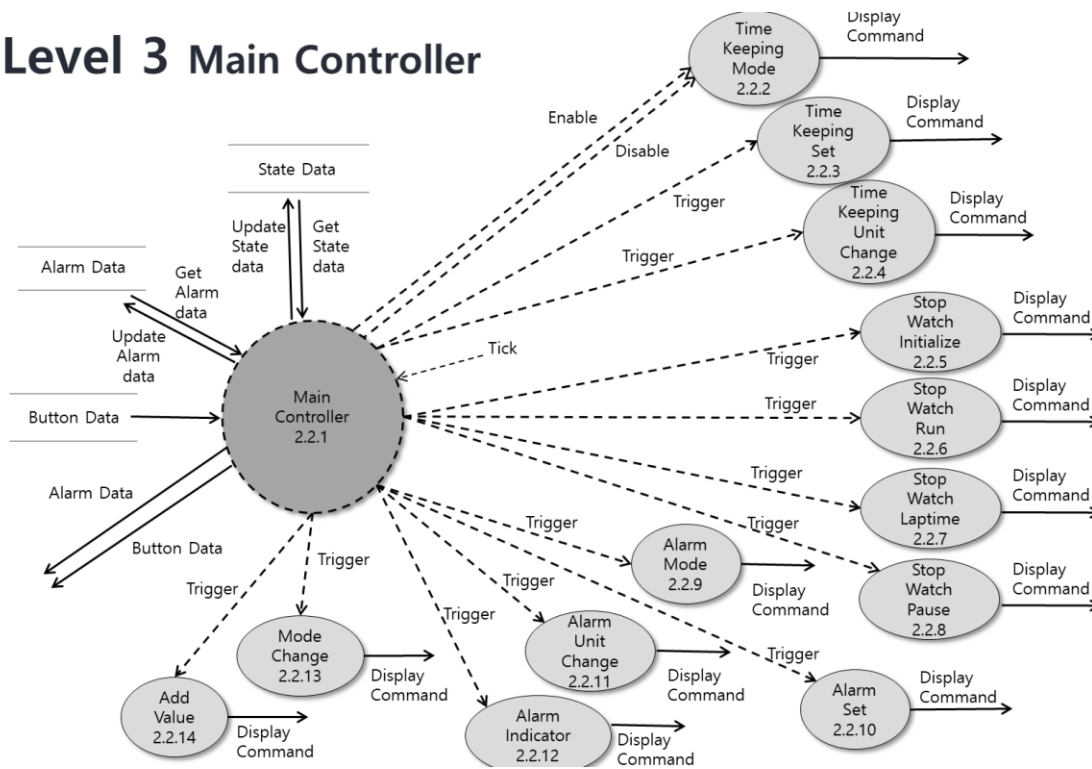 Level 3 Main Controller
Time
Keeping
Mode
2.2.2
Display
Command
Time
Keeping
Set
2.2.3
Display
Command
Time
Keeping
Unit
Change
2.2.4
Display
Command
Enable
Disable
Trigger
Trigger
State Data
Update
State
data
Get
State
data
Alarm Data
Get
Alarm
data
Update
Alarm
data
Tick
Main
Controller
2.2.1
Button Data
Alarm Data
Button Data
Stop
Watch
Initialize
2.2.5
Display
Command
Trigger
Stop
Watch
Run
2.2.6
Display
Command
Trigger
Stop
Watch
Laptime
2.2.7
Display
Command
Trigger
Stop
Watch
Pause
2.2.8
Display
Command
Trigger
Trigger
Alarm
Mode
2.2.9
Display
Command
Trigger
Alarm
Set
2.2.10
Display
Command
Trigger
Alarm
Unit
Change
2.2.11
Display
Command
Trigger
Alarm
Indicator
2.2.12
Display
Command
Trigger
Mode
Change
2.2.13
Display
Command
Trigger
Add
Value
2.2.14
Display
Command